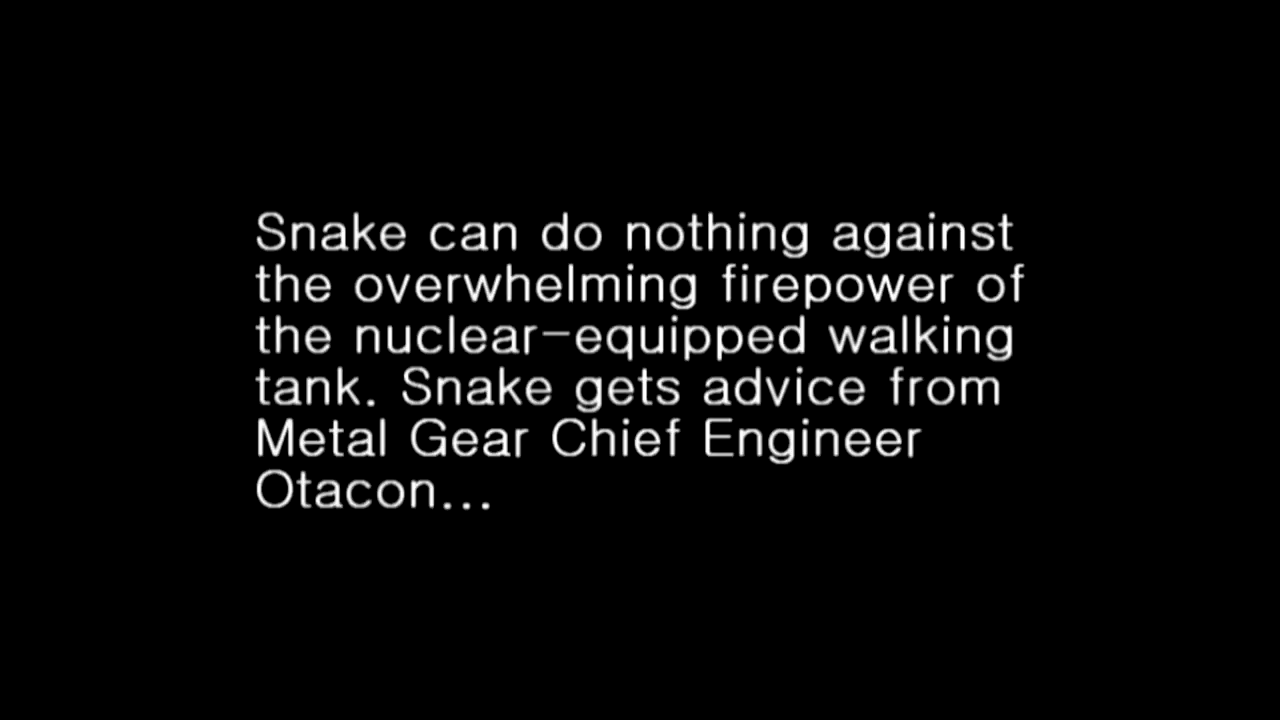 Snake can do nothing against
the overwhelming firepower of
the nuclear-equipped walking
tank. Snake gets advice from
Metal Gear Chief Engineer
Otacon...